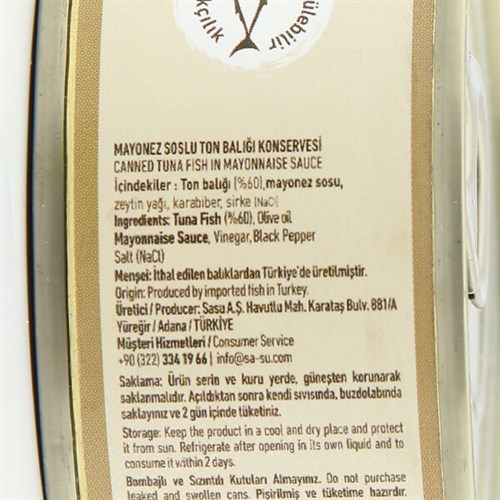 MAYONEZ SOSLU TON BALIĞI KONSERVESİ
CANNED TUNA FISH IN MAYONNAISE SAUCE
İçindekiler : Ton balığı (%60),mayonez sosu,
zeytin yağı, karabiber, sirke (NaCl)
Ingredients: Tuna Fish (%60), Olive oil
Mayonnaise Sauce, Vinegar, Black Pepper
Salt (NaCl)
Menşei: İthal edilen balıklardan Türkiye'de üretilmiştir.
Origin: Produced by imported fish in Turkey.
Üretici / Producer: Sasu A.Ş. Havutlu Mah. Karataş Bulv. 881/A
Yüreğir / Adana / TÜRKİYE
Müşteri Hizmetleri / Consumer Service
+90 (322) 334 19 66 | info@sa-su.com
Saklama: Ürün serin ve kuru yerde, güneşten korunarak
saklanmalıdır. Açıldıktan sonra kendi sıvısında, buzdolabında
saklayınız ve 2 gün içinde tüketiniz.
Storage: Keep the product in a cool and dry place and protect
it from sun. Refrigerate after opening in its own liquid and to
consume it within 2 days.
Bombajlı ve Sızıntılı Kutuları Almayınız. Do not purchase
leaked and swollen cans. Pişirilmiş ve tüketime hazırdır.